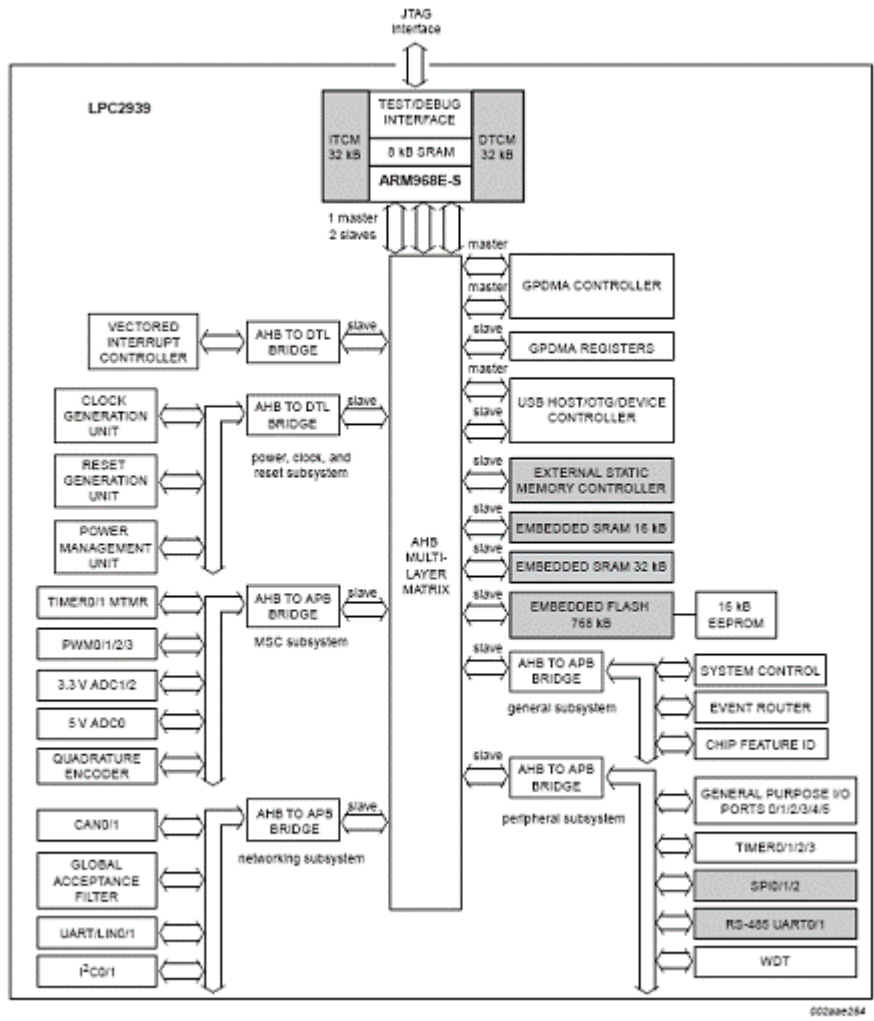 JTAG
interface
LPC2939
ITCM
32 kB
TEST/DEBUG
INTERFACE
8 kB SRAM
ARM968E-S
DTCM
32 kB
1 master
2 slaves
master
GPDMA CONTROLLER
master
VECTORED
INTERRUPT
CONTROLLER
AHB TO DTL
BRIDGE
slave
slave
GPDMA REGISTERS
master
USB HOST/OTG/DEVICE
CONTROLLER
slave
CLOCK
GENERATION
UNIT
AHB TO DTL
BRIDGE
slave
power, clock, and
reset subsystem
RESET
GENERATION
UNIT
POWER
MANAGEMENT
UNIT
slave
EXTERNAL STATIC
MEMORY CONTROLLER
slave
EMBEDDED SRAM 16 kB
slave
EMBEDDED SRAM 32 kB
AHB
MULTI-
LAYER
MATRIX
slave
EMBEDDED FLASH
768 kB
16 kB
EEPROM
TIMER0/1 MTMR
AHB TO APB
BRIDGE
slave
MSC subsystem
PWM0/1/2/3
3.3 V ADC1/2
5 V ADC0
QUADRATURE
ENCODER
slave
AHB TO APB
BRIDGE
general subsystem
SYSTEM CONTROL
EVENT ROUTER
CHIP FEATURE ID
slave
AHB TO APB
BRIDGE
peripheral subsystem
GENERAL PURPOSE I/O
PORTS 0/1/2/3/4/5
TIMER0/1/2/3
SPI0/1/2
RS-485 UART0/1
WDT
CAN0/1
AHB TO APB
BRIDGE
slave
networking subsystem
GLOBAL
ACCEPTANCE
FILTER
UART/LIN0/1
I²C0/1
002aae264